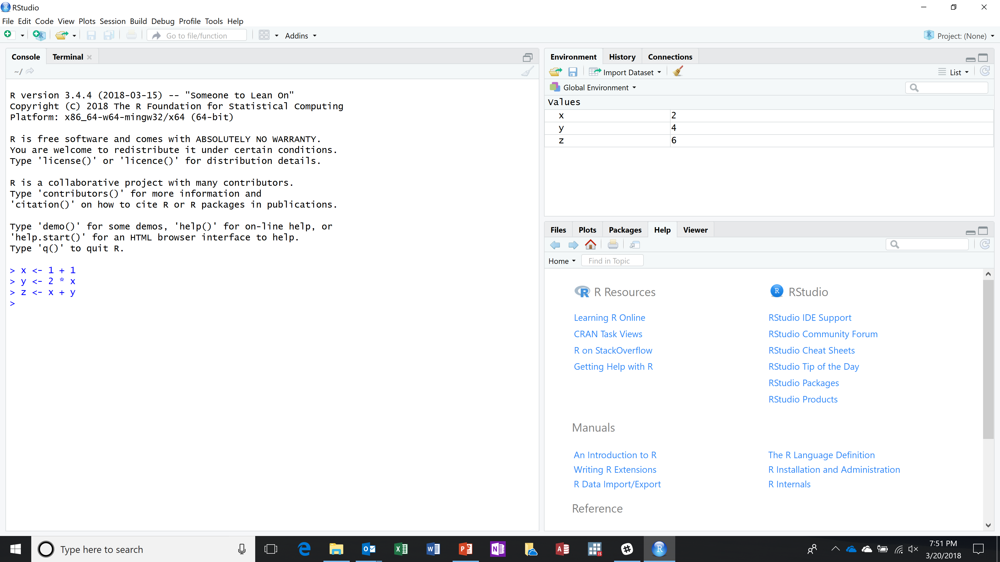 RStudio
File Edit Code View Plots Session Build Debug Profile Tools Help
Go to file/function Addins Project: (None)
Console Terminal
~/
R version 3.4.4 (2018-03-15) -- "Someone to Lean On"
Copyright (C) 2018 The R Foundation for Statistical Computing
Platform: x86_64-w64-mingw32/x64 (64-bit)
R is free software and comes with ABSOLUTELY NO WARRANTY.
You are welcome to redistribute it under certain conditions.
Type 'license()' or 'licence()' for distribution details.
R is a collaborative project with many contributors.
Type 'contributors()' for more information and
'citation()' on how to cite R or R packages in publications.
Type 'demo()' for some demos, 'help()' for on-line help, or
'help.start()' for an HTML browser interface to help.
Type 'q()' to quit R.
> x <- 1 + 1
> y <- 2 * x
> z <- x + y
>
Environment History Connections
Import Dataset List
Global Environment
Values
x 2
y 4
z 6
Files Plots Packages Help Viewer
Home Find in Topic
R Resources
Learning R Online
CRAN Task Views
R on StackOverflow
Getting Help with R
RStudio
RStudio IDE Support
RStudio Community Forum
RStudio Cheat Sheets
RStudio Tip of the Day
RStudio Packages
RStudio Products
Manuals
An Introduction to R
Writing R Extensions
R Data Import/Export
The R Language Definition
R Installation and Administration
R Internals
Reference
Type here to search
15
7:51 PM
3/20/2018